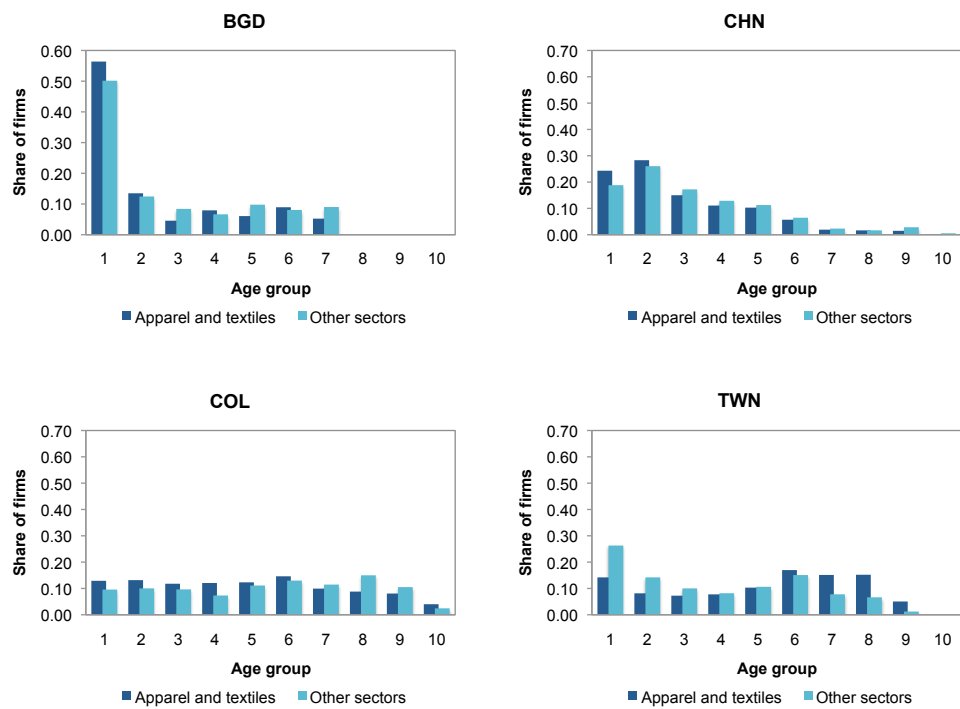 BGD
Share of firms
0.60
0.50
0.40
0.30
0.20
0.10
0.00
1 2 3 4 5 6 7 8 9 10
Age group
Apparel and textiles Other sectors
CHN
Share of firms
0.70
0.60
0.50
0.40
0.30
0.20
0.10
0.00
1 2 3 4 5 6 7 8 9 10
Age group
Apparel and textiles Other sectors
COL
Share of firms
0.70
0.60
0.50
0.40
0.30
0.20
0.10
0.00
1 2 3 4 5 6 7 8 9 10
Age group
Apparel and textiles Other sectors
TWN
Share of firms
0.70
0.60
0.50
0.40
0.30
0.20
0.10
0.00
1 2 3 4 5 6 7 8 9 10
Age group
Apparel and textiles Other sectors